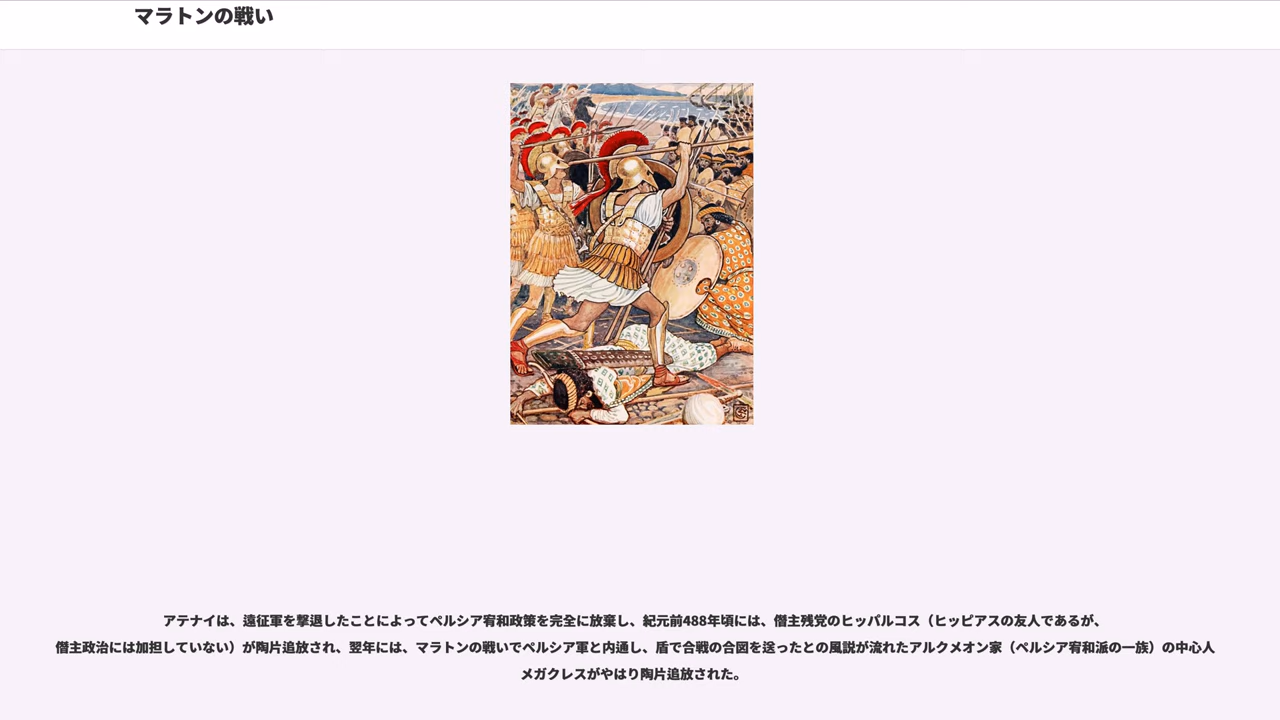 マラトンの戦い
アテナイは、遠征軍を撃退したことによってペルシア宥和政策を完全に放棄し、紀元前488年頃には、僭主残党のヒッパルコス（ヒッピアスの友人であるが、
僭主政治には加担していない）が陶片追放され、翌年には、マラトンの戦いでペルシア軍と内通し、盾で合戦の合図を送ったとの風説が流れたアルクメオン家（ペルシア宥和派の一族）の中心人
メガクレスがやはり陶片追放された。